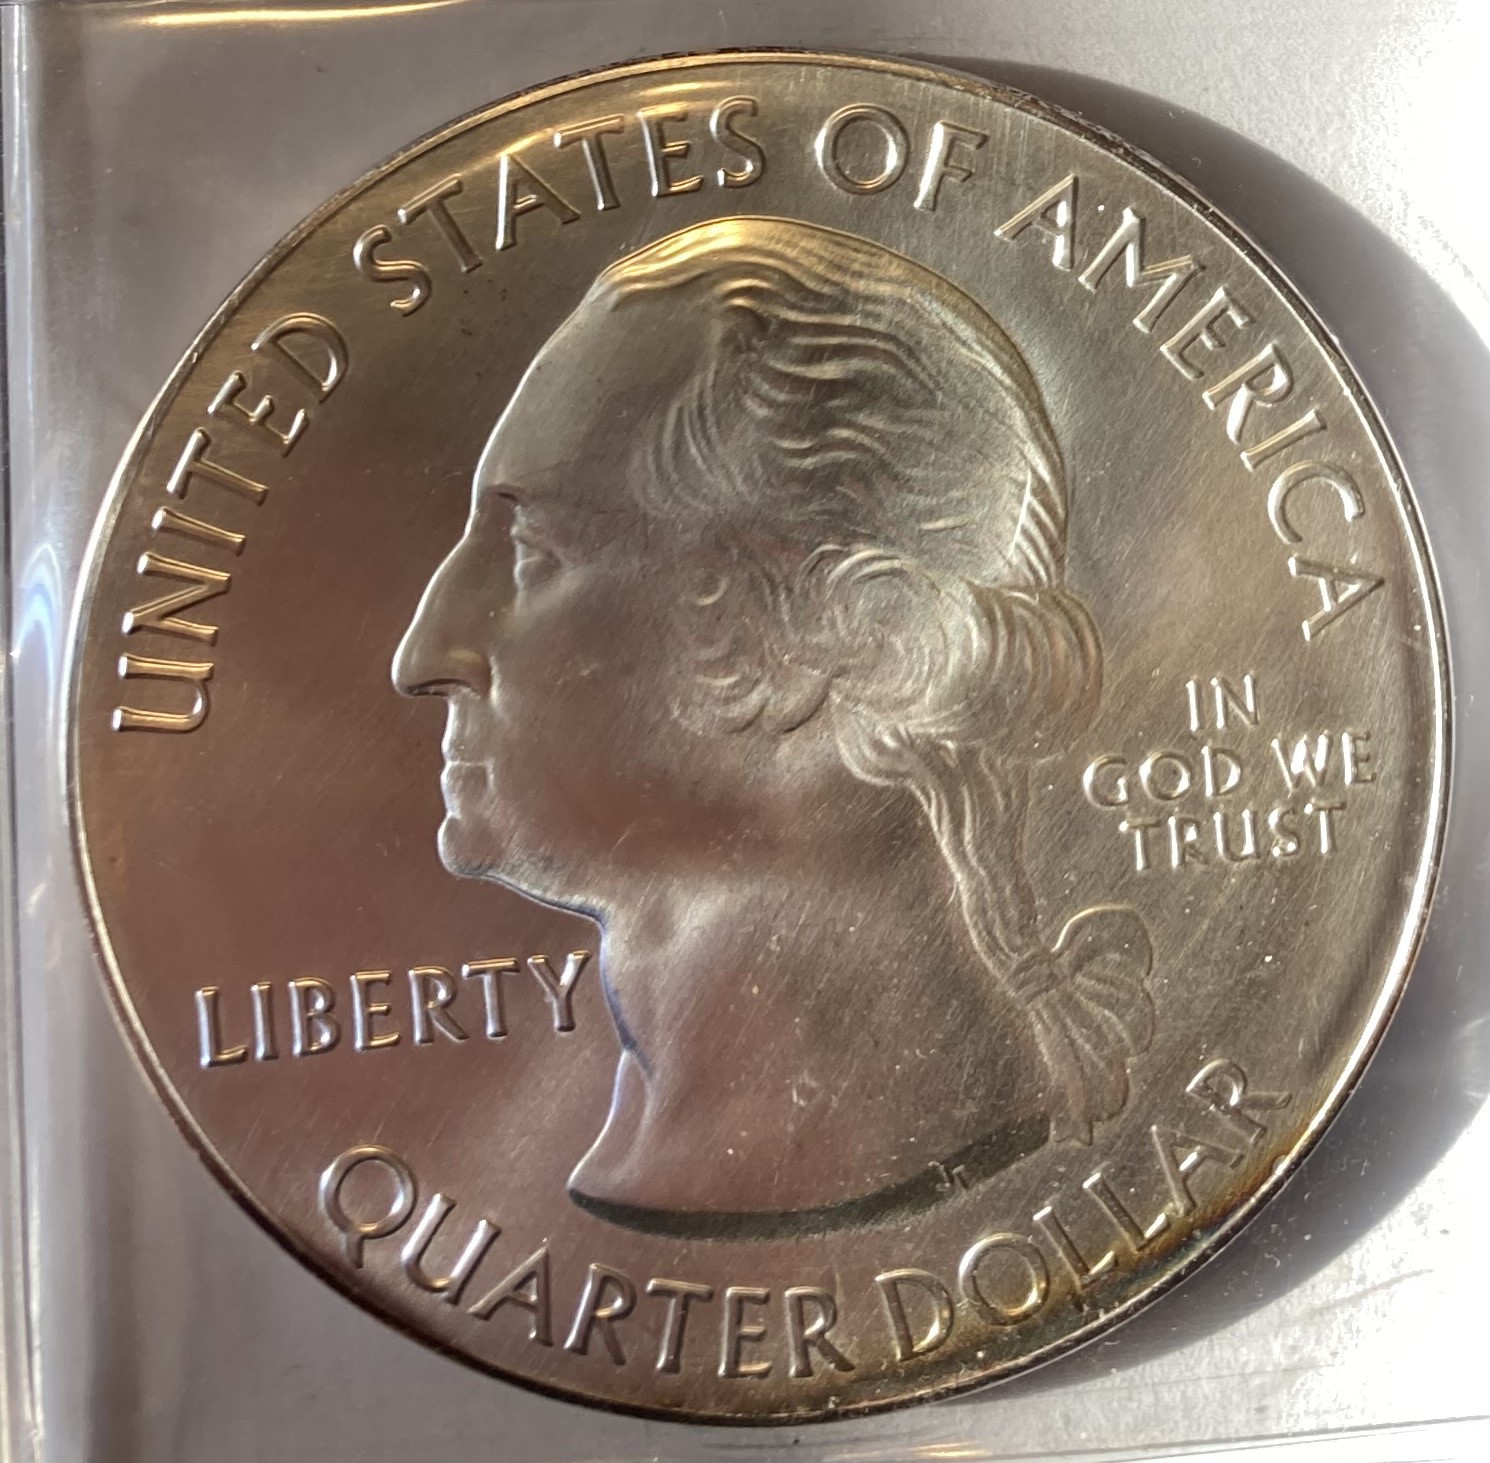 UNITED STATES OF AMERICA
LIBERTY
IN
GOD WE
TRUST
QUARTER DOLLAR